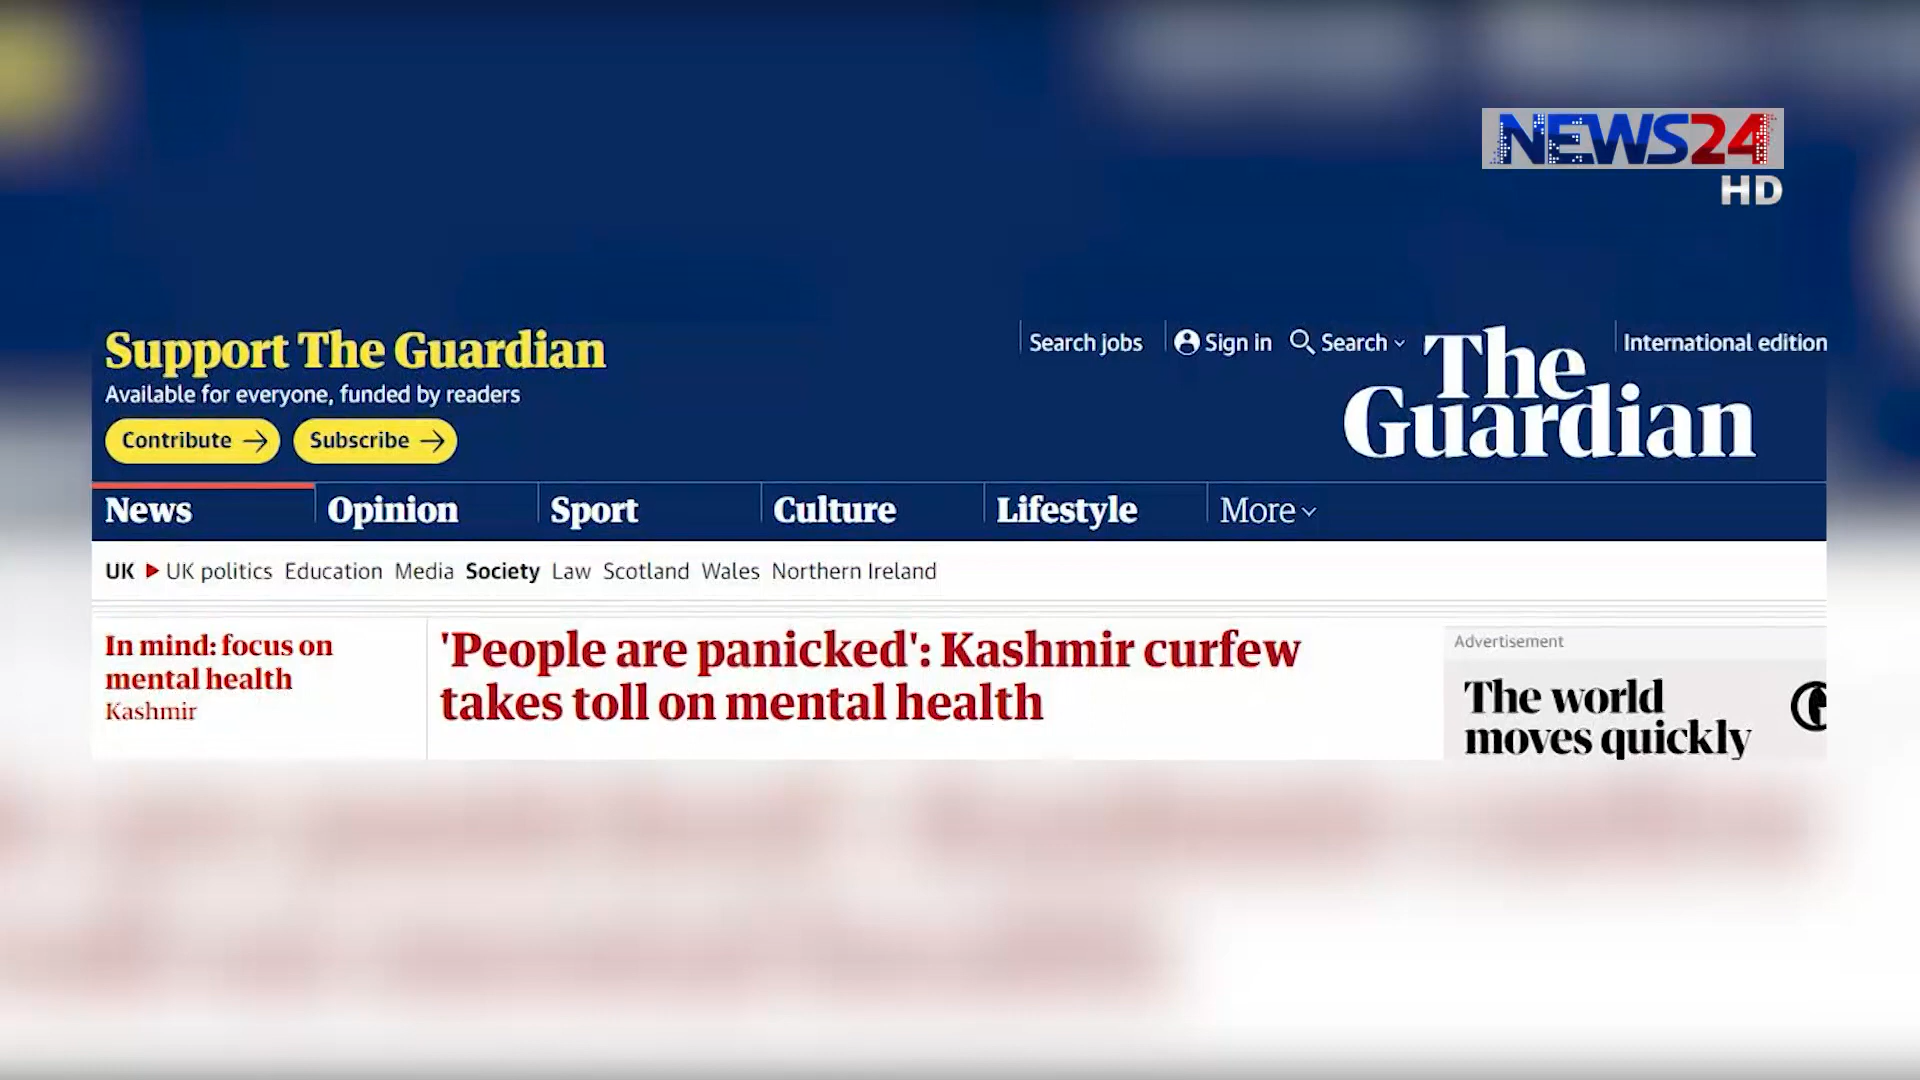 NEWS24
HD
Support The Guardian
Available for everyone, funded by readers
Contribute
Subscribe
Search jobs
Sign in
Search
International edition
The
Guardian
News
Opinion
Sport
Culture
Lifestyle
More
UK
UK politics
Education
Media
Society
Law
Scotland
Wales
Northern Ireland
In mind: focus on
mental health
Kashmir
'People are panicked': Kashmir curfew
takes toll on mental health
Advertisement
The world
moves quickly